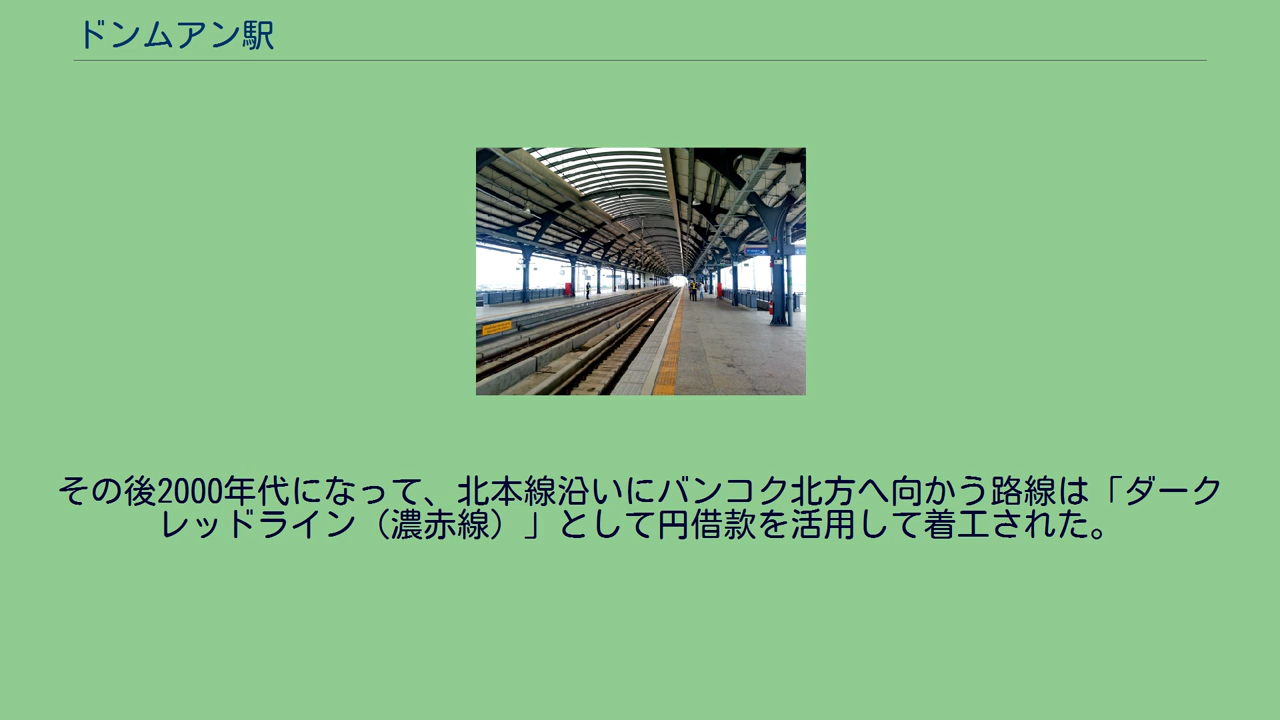 ドンムアン駅
その後2000年代になって、北本線沿いにバンコク北方へ向かう路線は「ダーク
レッドライン（濃赤線）」として円借款を活用して着工された。